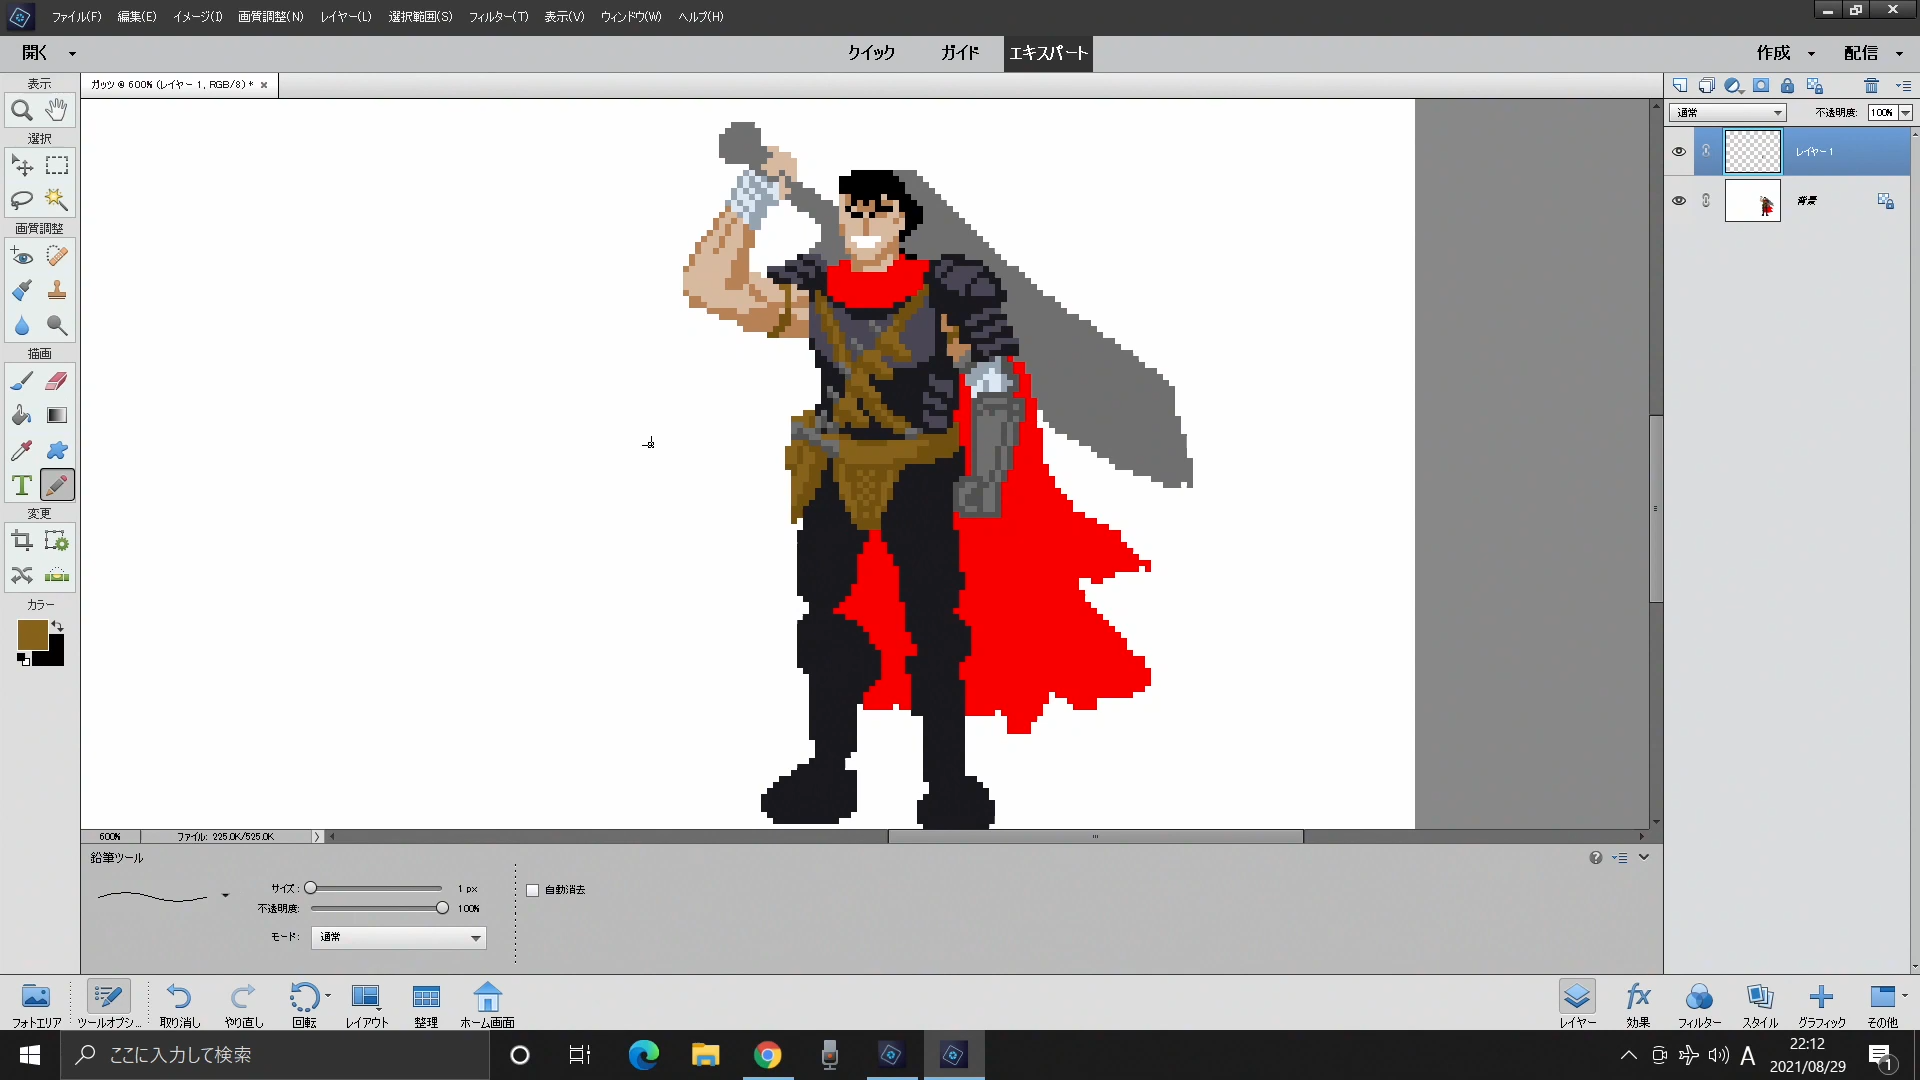 ファイル(F) 編集(E) イメージ(I) 画質調整(N) レイヤー(L) 選択範囲(S) フィルター(T) 表示(V) ウィンドウ(W) ヘルプ(H)
開く クイック ガイド エキスパート 作成 配信
表示
ガッツ @ 600% (レイヤー 1, RGB/8) * ×
通常 不透明度: 100%
選択
レイヤー 1
背景
画質調整
描画
T
変更
カラー
600% ファイル: 225.0K/525.0K
鉛筆ツール
サイズ: 1 px
自動消去
不透明度: 100%
モード: 通常
フォトエリア ツールオプシ... 取り消し やり直し 回転 レイアウト 整理 ホーム画面 レイヤー 効果 フィルター スタイル グラフィック その他
ここに入力して検索
A
22:12
2021/08/29
1